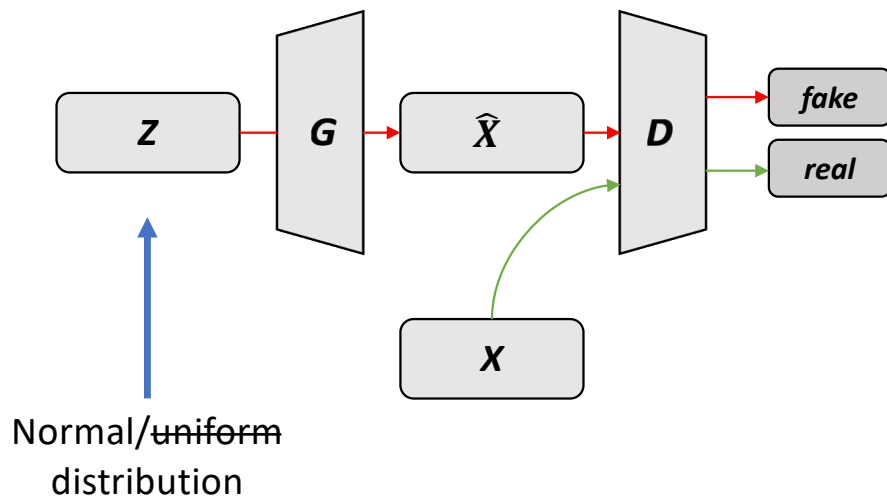 Z
G
X̂
D
fake
real
X
Normal/uniform
distribution